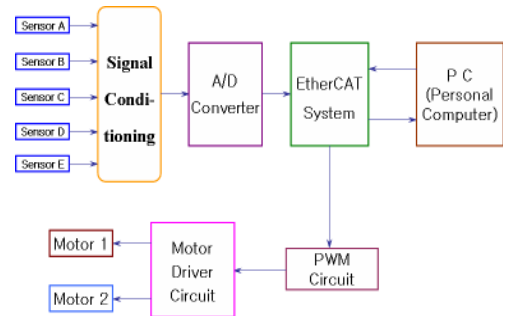 Sensor A
Sensor B
Sensor C
Sensor D
Sensor E
Signal
Condi-
tioning
A/D
Converter
EtherCAT
System
P C
(Personal
Computer)
Motor 1
Motor 2
Motor
Driver
Circuit
PWM
Circuit